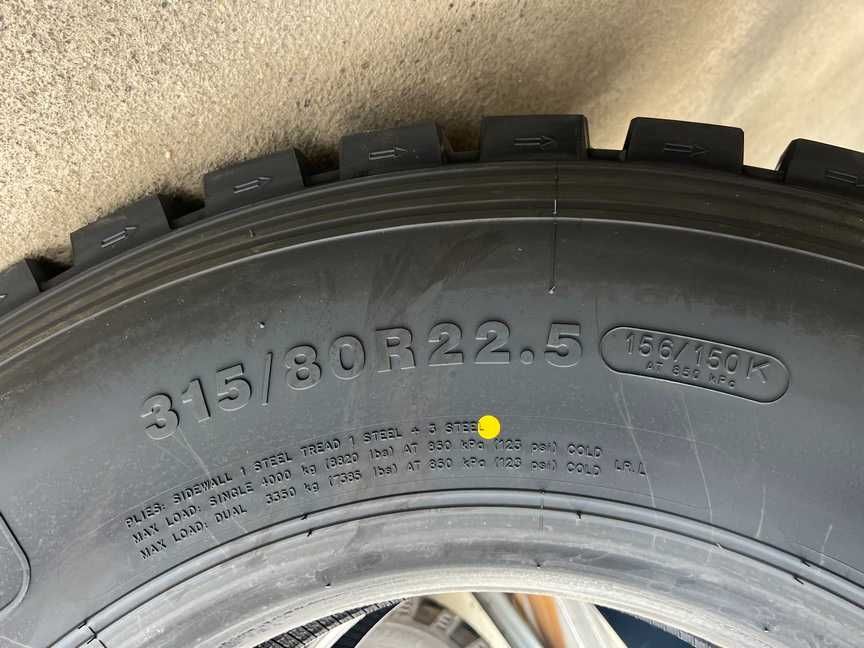 315/80R22.5
156/150K
AT 850 kPa
PLIES: SIDEWALL 1 STEEL TREAD 1 STEEL + 3 STEEL
MAX LOAD: SINGLE 4000 kg (8820 lbs) AT 850 kPa (123 psi) COLD LR.L
MAX LOAD: DUAL 3350 kg (7385 lbs) AT 850 kPa (123 psi) COLD